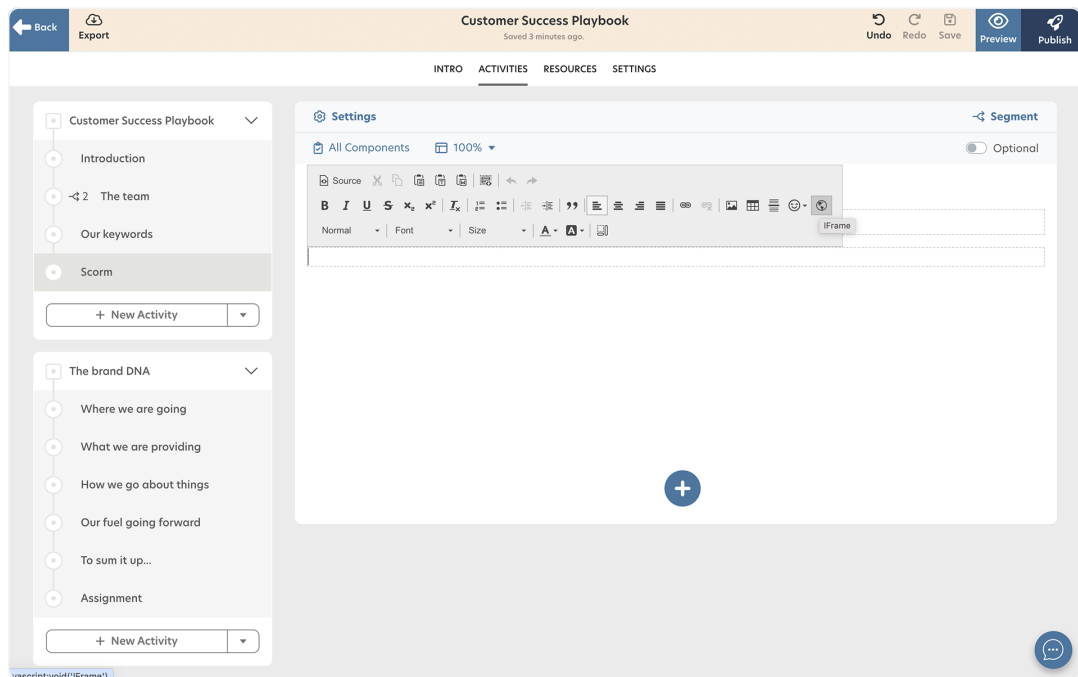 Back
Export
Customer Success Playbook
Saved 3 minutes ago.
Undo
Redo
Save
Preview
Publish
INTRO ACTIVITIES RESOURCES SETTINGS
Customer Success Playbook
Introduction
2 The team
Our keywords
Scorm
+ New Activity
The brand DNA
Where we are going
What we are providing
How we go about things
Our fuel going forward
To sum it up...
Assignment
+ New Activity
Settings
Segment
All Components
100%
Optional
Source
Normal Font Size
IFrame
:vascript:void('IFrame')